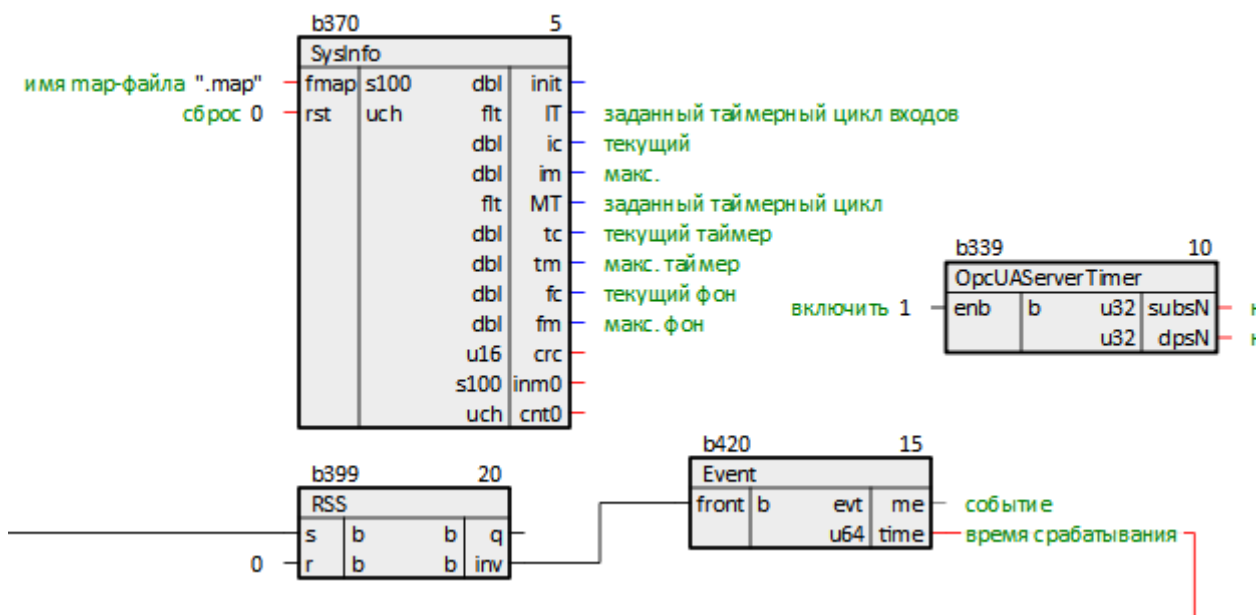 b370 5
SysInfo
имя map-файла ".map" fmap s100 dbl init
сброс 0 rst uch flt IT заданный таймерный цикл входов
dbl ic текущий
dbl im макс.
flt MT заданный таймерный цикл
dbl tc текущий таймер
dbl tm макс. таймер
dbl fc текущий фон
dbl fm макс. фон
u16 crc
s100 inm0
uch cnt0
b339 10
OpcUAServerTimer
включить 1 enb b u32 subsN н
u32 dpsN н
b399 20
RSS
s b b q
0 r b b inv
b420 15
Event
front b evt me событие
u64 time время срабатывания